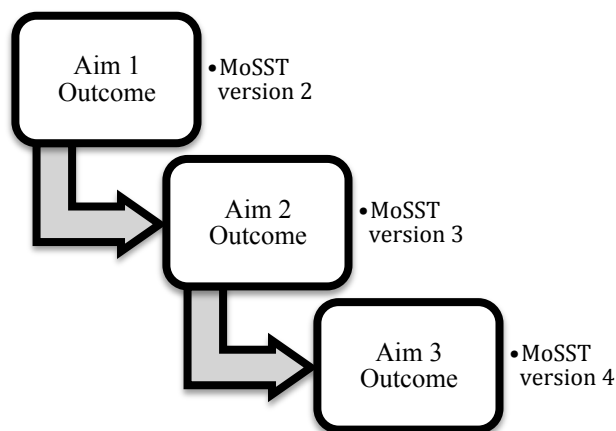 Aim 1
Outcome
•MoSST
version 2
Aim 2
Outcome
•MoSST
version 3
Aim 3
Outcome
•MoSST
version 4